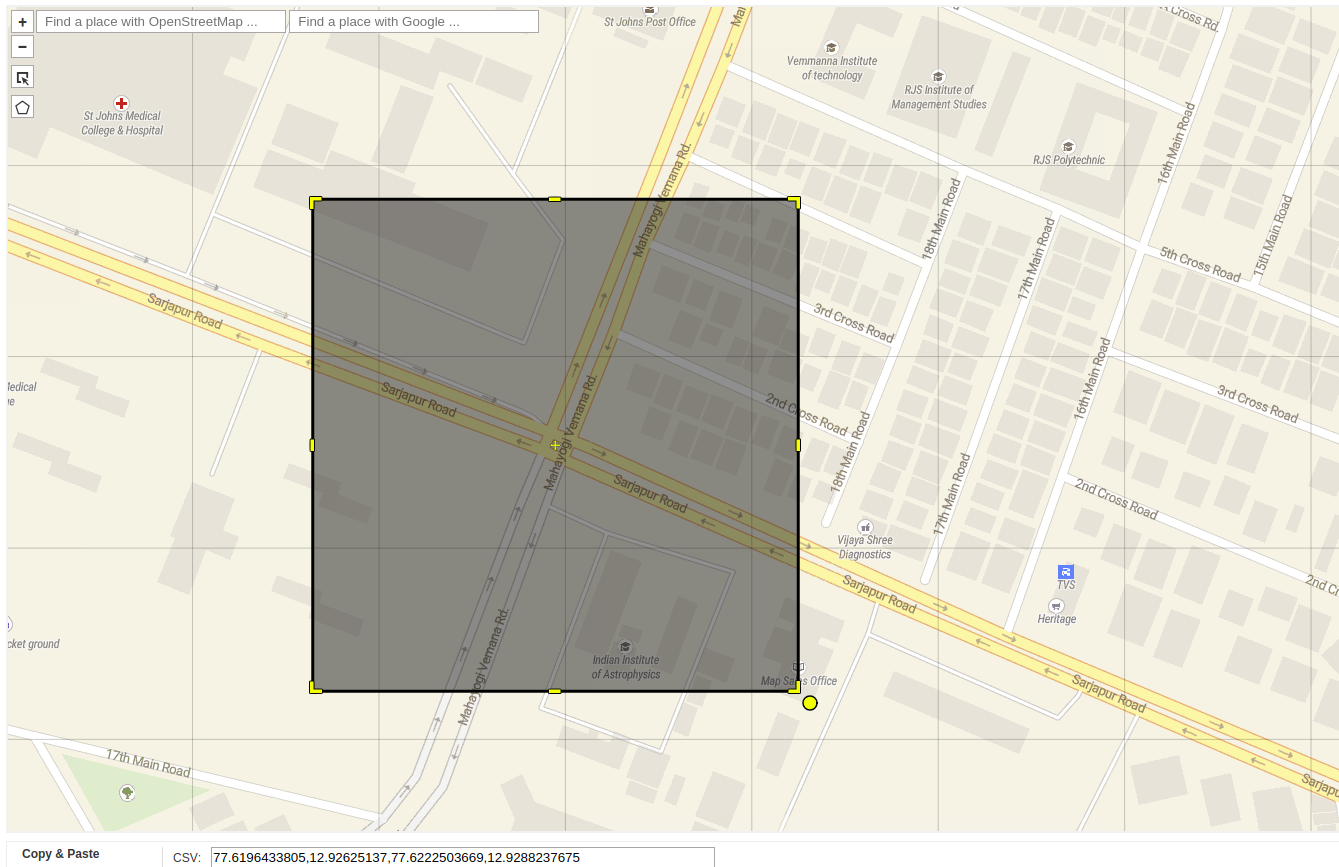 +
Find a place with OpenStreetMap ...
Find a place with Google ...
−
St Johns Post Office
Cross Rd.
Vemmanna Institute
of technology
RJS Institute of
Management Studies
St Johns Medical
College & Hospital
RJS Polytechnic
16th Main Road
Mahayogi Vemana Rd.
18th Main Road
17th Main Road
15th Main Road
5th Cross Road
Sarjapur Road
3rd Cross Road
Sarjapur Road
Mahayogi Vemana Rd.
2nd Cross Road
16th Main Road
3rd Cross Road
18th Main Road
17th Main Road
Sarjapur Road
2nd Cross Road
Vijaya Shree
Diagnostics
Sarjapur Road
TVS
Heritage
2nd
cket ground
Mahayogi Vemana Rd.
Indian Institute
of Astrophysics
Map Sales Office
Sarjapur Road
17th Main Road
Sarjapu
Copy & Paste
CSV:
77.6196433805,12.92625137,77.6222503669,12.9288237675